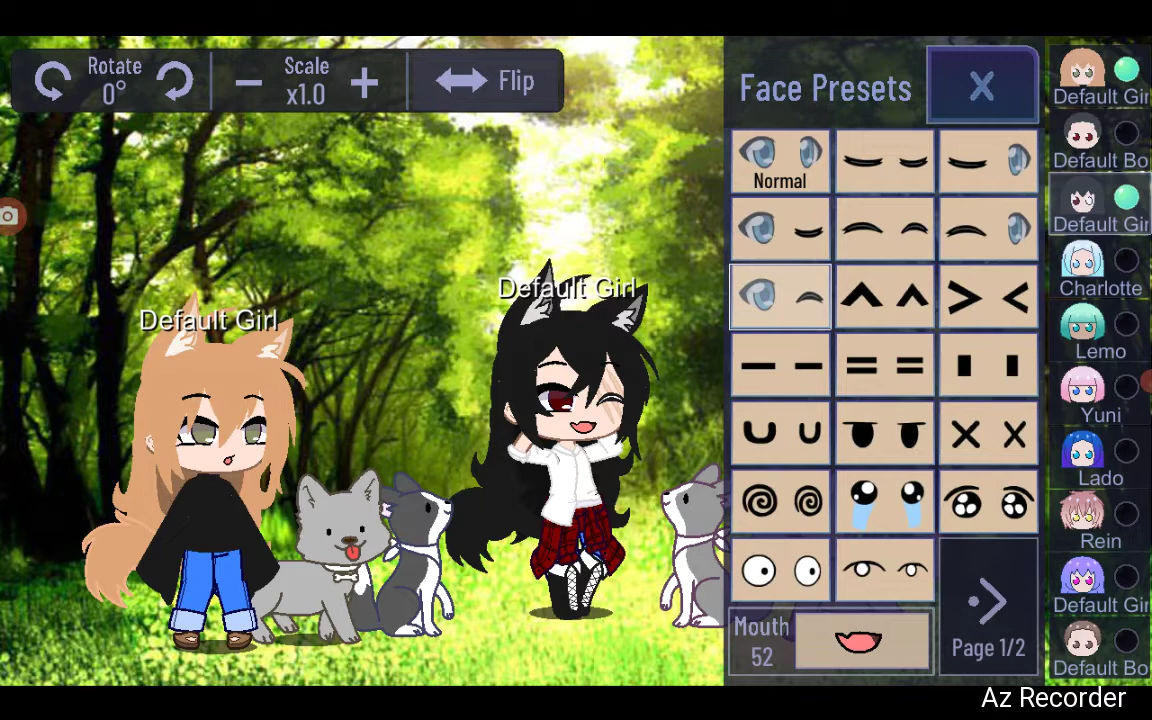 Rotate
0°
Scale
x1.0
Flip
Default Girl
Default Girl
Face Presets
X
Normal
Mouth
52
Page 1/2
Default Gir
Default Bo
Default Gir
Charlotte
Lemo
Yuni
Lado
Rein
Default Gir
Default Bo
Az Recorder